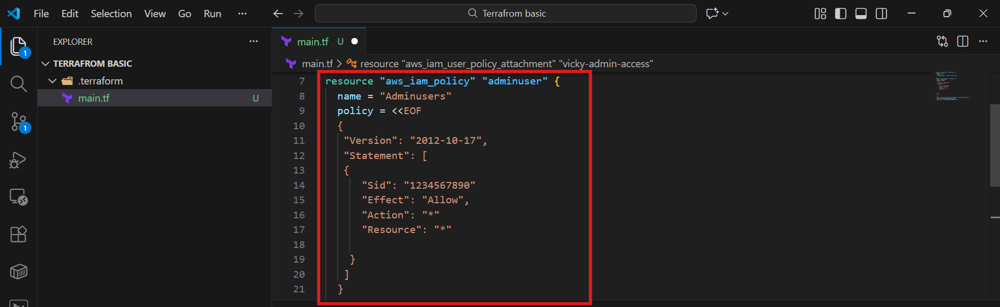 File Edit Selection View Go Run ...
Terrafrom basic
EXPLORER ...
main.tf U
TERRAFROM BASIC
.terraform
main.tf U
main.tf > resource "aws_iam_user_policy_attachment" "vicky-admin-access"
7 resource "aws_iam_policy" "adminuser" {
8 name = "Adminusers"
9 policy = <<EOF
10 {
11 "Version": "2012-10-17",
12 "Statement": [
13 {
14 "Sid": "1234567890"
15 "Effect": "Allow",
16 "Action": "*"
17 "Resource": "*"
18
19 }
20 ]
21 }
1
1